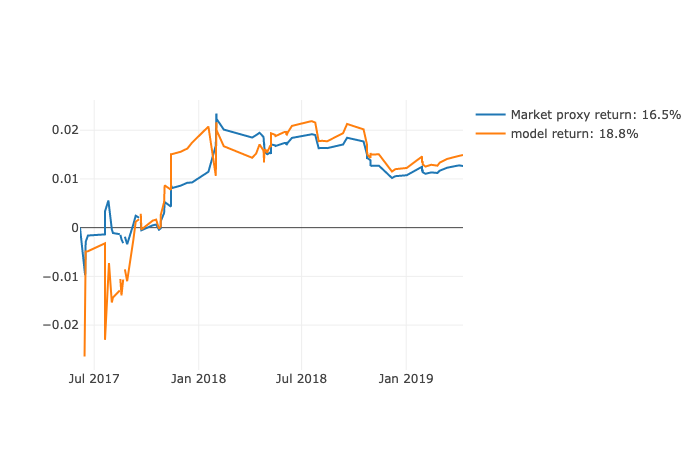 Market proxy return: 16.5%
model return: 18.8%
0.02
0.01
0
−0.01
−0.02
Jul 2017 Jan 2018 Jul 2018 Jan 2019